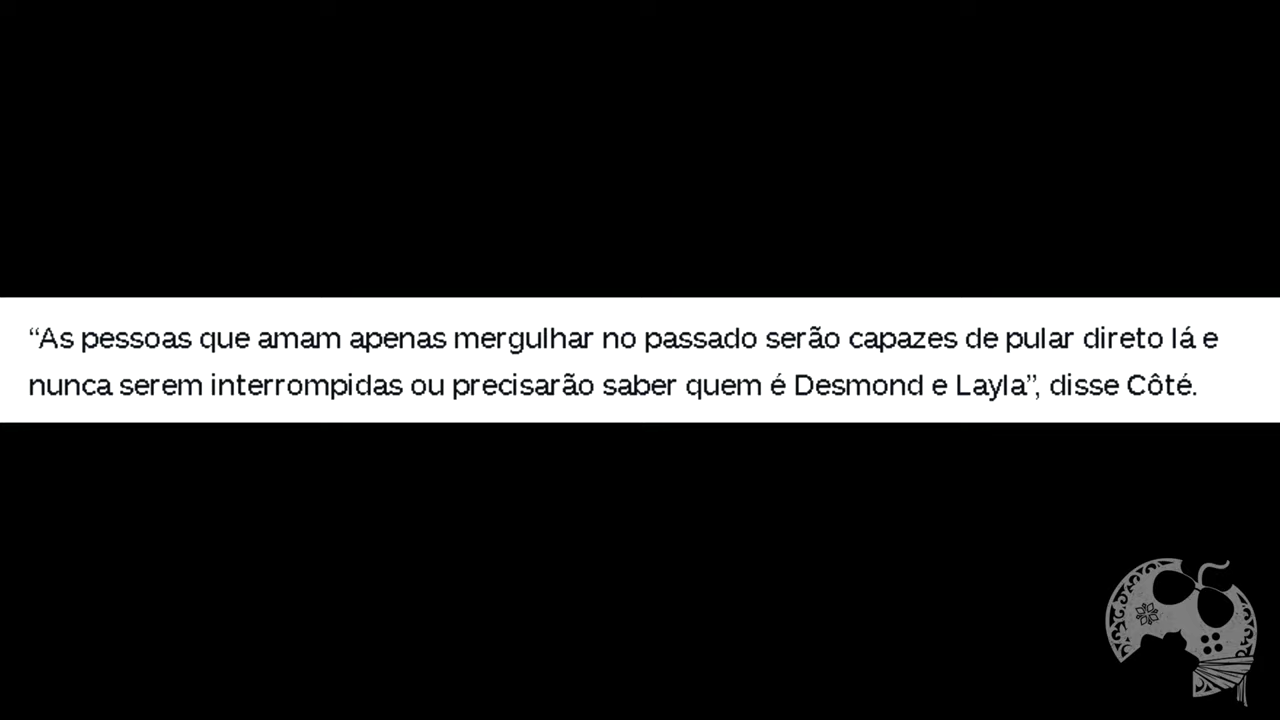 “As pessoas que amam apenas mergulhar no passado serão capazes de pular direto lá e
nunca serem interrompidas ou precisarão saber quem é Desmond e Layla”, disse Côté.